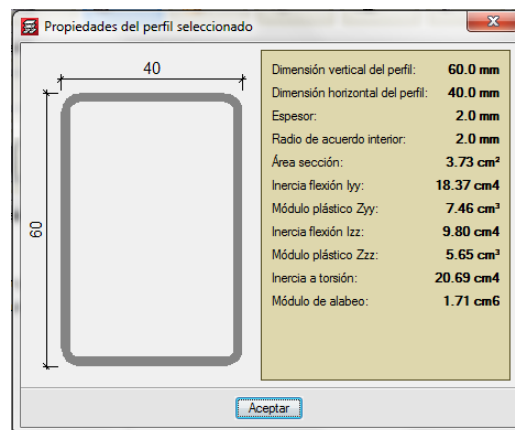 Propiedades del perfil seleccionado
40
60
Dimensión vertical del perfil: 60.0 mm
Dimensión horizontal del perfil: 40.0 mm
Espesor: 2.0 mm
Radio de acuerdo interior: 2.0 mm
Área sección: 3.73 cm²
Inercia flexión Iyy: 18.37 cm4
Módulo plástico Zyy: 7.46 cm³
Inercia flexión Izz: 9.80 cm4
Módulo plástico Zzz: 5.65 cm³
Inercia a torsión: 20.69 cm4
Módulo de alabeo: 1.71 cm6
Aceptar